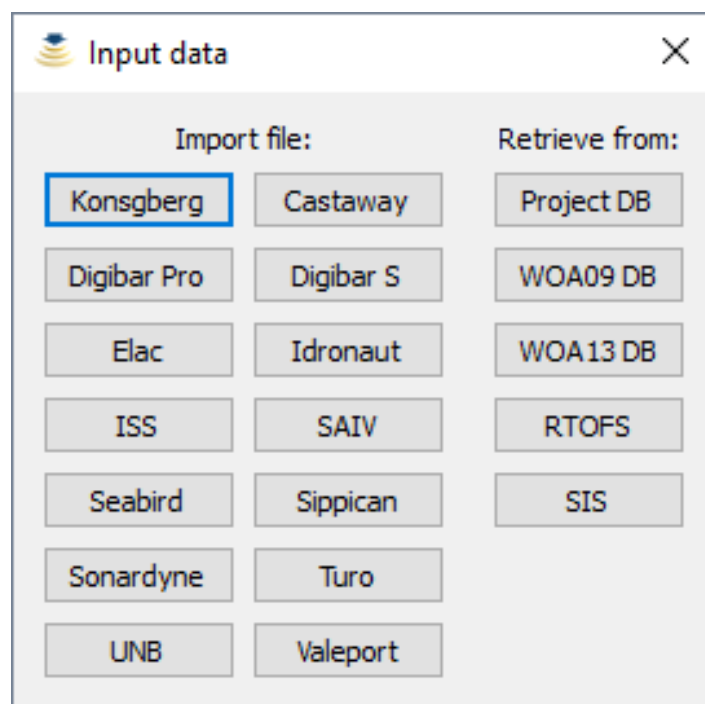 Input data
Import file: Retrieve from:
Konsgberg Castaway Project DB
Digibar Pro Digibar S WOA09 DB
Elac Idronaut WOA13 DB
ISS SAIV RTOFS
Seabird Sippican SIS
Sonardyne Turo
UNB Valeport